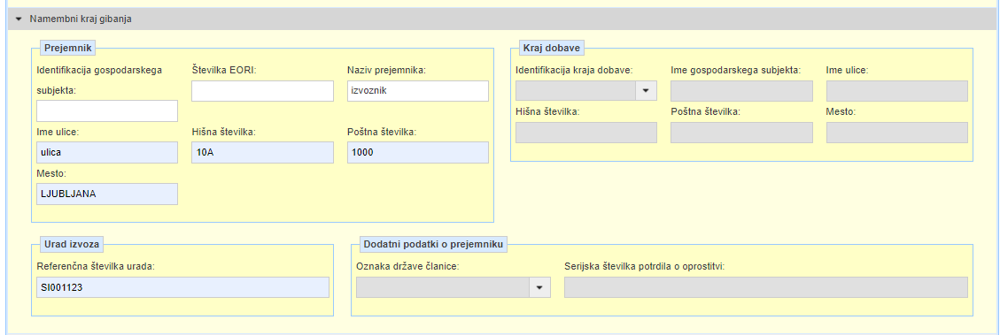 Namembni kraj gibanja
Prejemnik
Identifikacija gospodarskega
subjekta:
Številka EORI:
Naziv prejemnika:
izvoznik
Ime ulice:
Hišna številka:
Poštna številka:
ulica
10A
1000
Mesto:
LJUBLJANA
Kraj dobave
Identifikacija kraja dobave:
Ime gospodarskega subjekta:
Ime ulice:
Hišna številka:
Poštna številka:
Mesto:
Urad izvoza
Referenčna številka urada:
SI001123
Dodatni podatki o prejemniku
Oznaka države članice:
Serijska številka potrdila o oprostitvi: